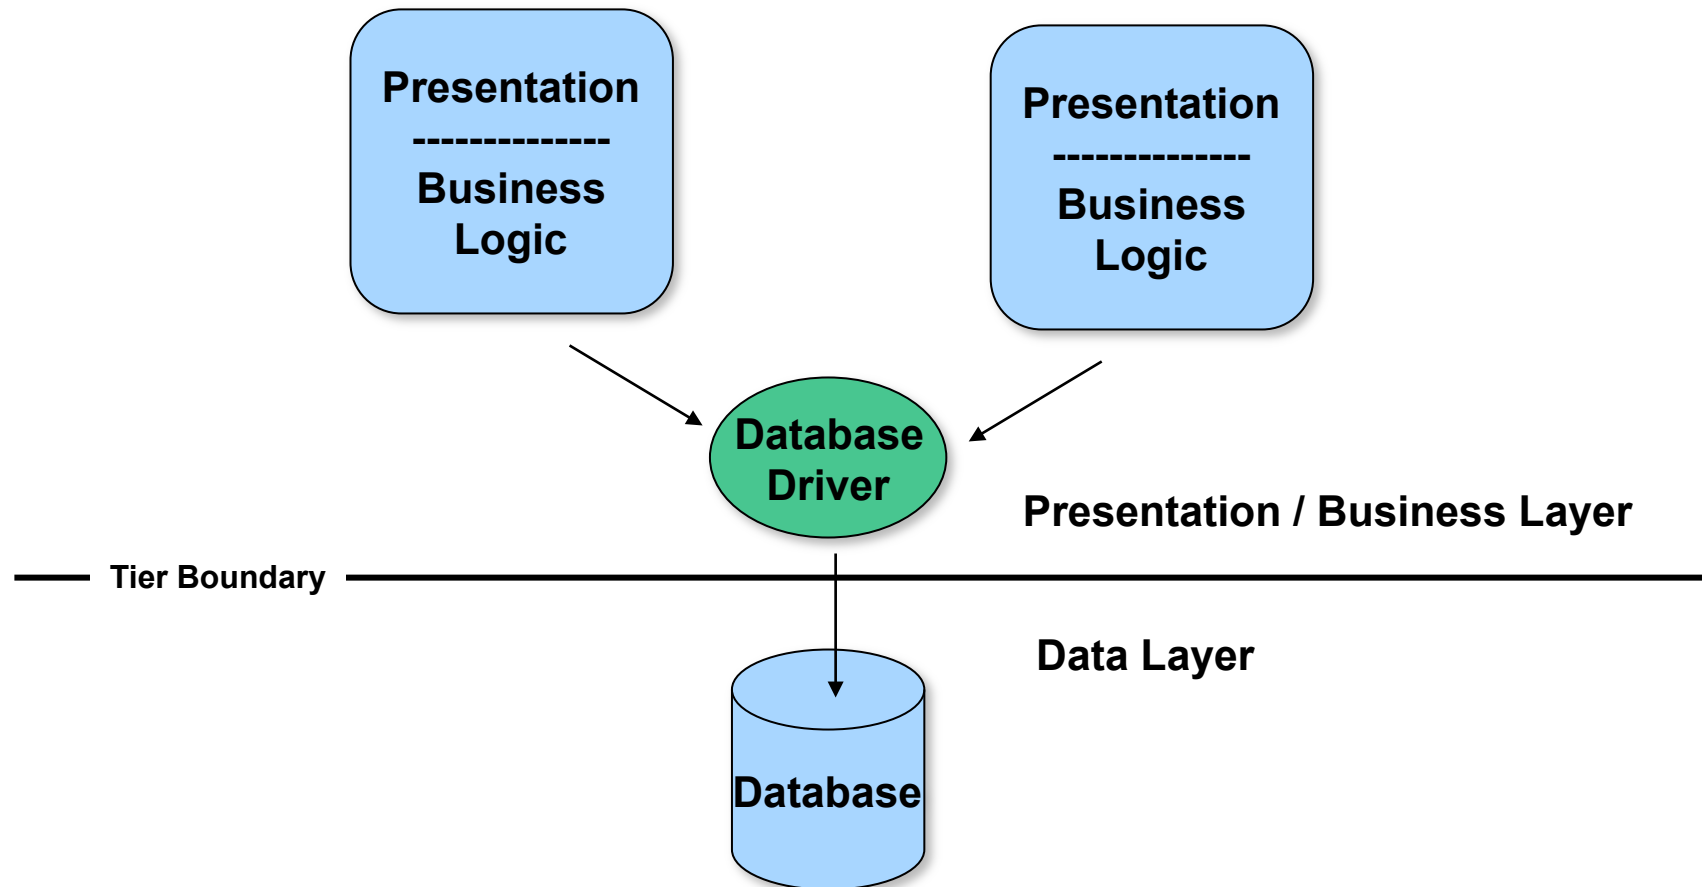 Presentation
--------------
Business
Logic
Presentation
--------------
Business
Logic
Database
Driver
Presentation / Business Layer
Tier Boundary
Data Layer
Database